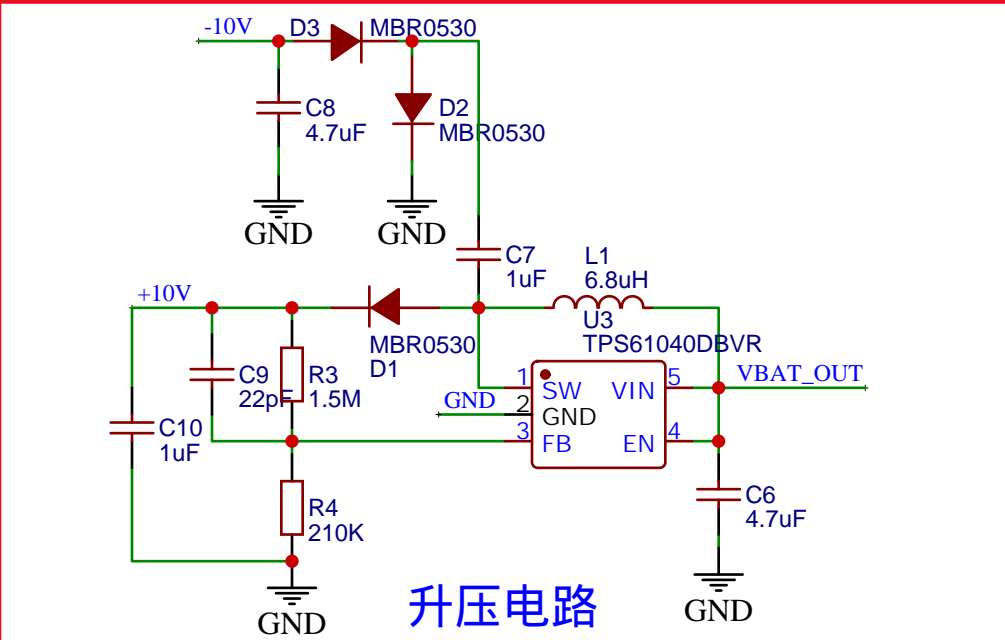 -10V
D3 MBR0530
C8
4.7uF
D2
MBR0530
GND
GND
C7
1uF
L1
6.8uH
U3
TPS61040DBVR
+10V
MBR0530
D1
C9
22pF
R3
1.5M
C10
1uF
GND
1 SW
2 GND
3 FB
VIN 5
EN 4
VBAT_OUT
R4
210K
C6
4.7uF
GND
GND
升压电路